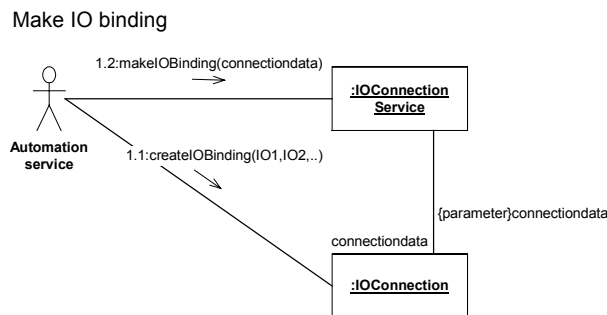 Make IO binding
1.2:makeIOBinding(connectiondata)
:IOConnection
Service
Automation
service
1.1:createIOBinding(IO1,IO2,..)
{parameter}connectiondata
connectiondata
:IOConnection